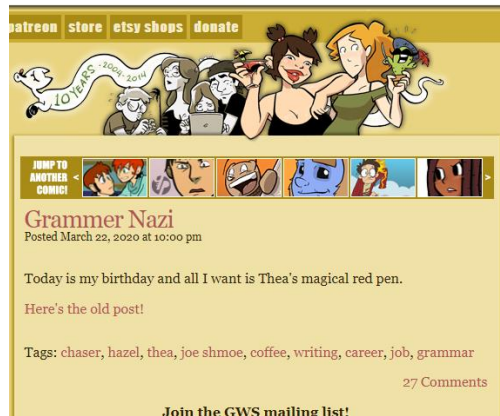 patreon store etsy shops donate
10 YEARS - 2004-2014
JUMP TO
ANOTHER <
COMIC! >
Grammer Nazi
Posted March 22, 2020 at 10:00 pm
Today is my birthday and all I want is Thea's magical red pen.
Here's the old post!
Tags: chaser, hazel, thea, joe shmoe, coffee, writing, career, job, grammar
27 Comments
Join the GWS mailing list!